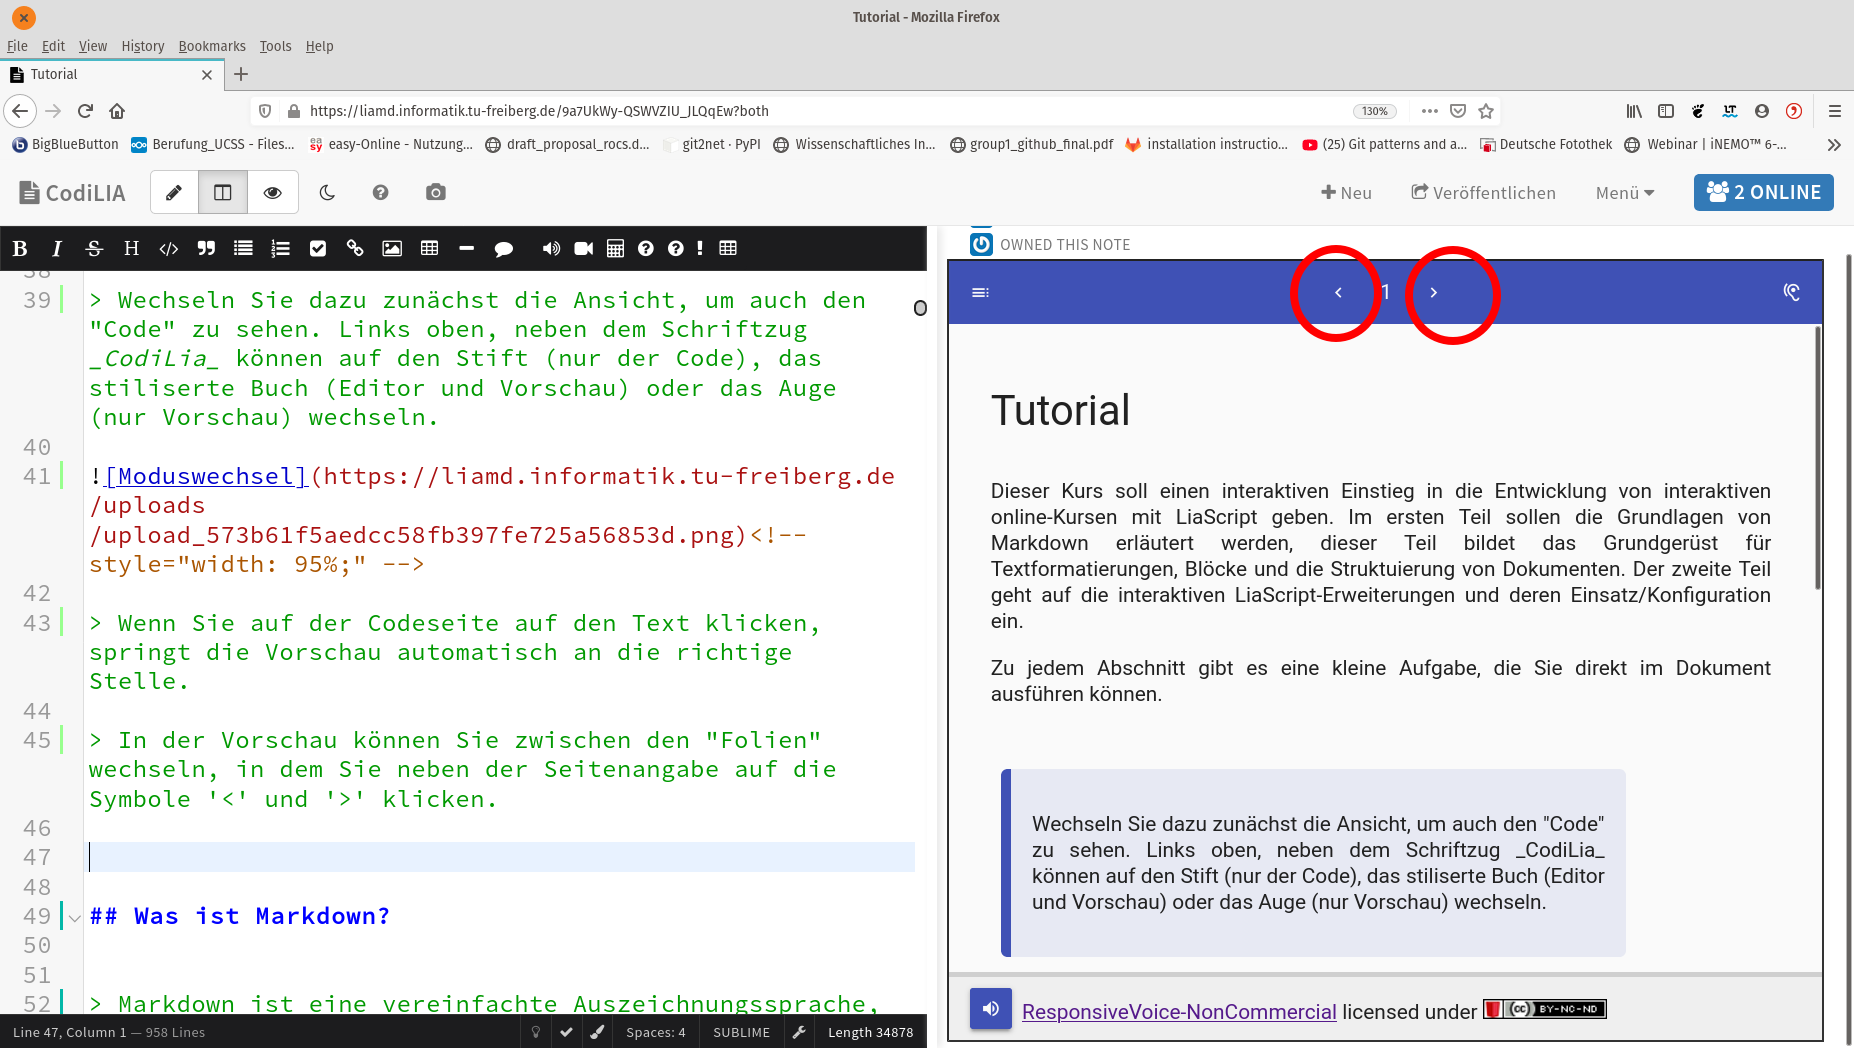 Tutorial - Mozilla Firefox
File Edit View History Bookmarks Tools Help
Tutorial
https://liamd.informatik.tu-freiberg.de/9a7UkWy-QSWVZIU_JLQqEw?both
130%
BigBlueButton Berufung_UCSS - Files... easy-Online - Nutzung... draft_proposal_rocs.d... git2net · PyPI Wissenschaftliches In... group1_github_final.pdf installation instructio... (25) Git patterns and a... Deutsche Fotothek Webinar | iNEMO™ 6-...
CodiLIA
Neu Veröffentlichen Menü 2 ONLINE
OWNED THIS NOTE
38
39 > Wechseln Sie dazu zunächst die Ansicht, um auch den
"Code" zu sehen. Links oben, neben dem Schriftzug
_CodiLia_ können auf den Stift (nur der Code), das
stiliserte Buch (Editor und Vorschau) oder das Auge
(nur Vorschau) wechseln.
40
41 ![Moduswechsel](https://liamd.informatik.tu-freiberg.de
/uploads
/upload_573b61f5aedcc58fb397fe725a56853d.png)<!--
style="width: 95%;" -->
42
43 > Wenn Sie auf der Codeseite auf den Text klicken,
springt die Vorschau automatisch an die richtige
Stelle.
44
45 > In der Vorschau können Sie zwischen den "Folien"
wechseln, in dem Sie neben der Seitenangabe auf die
Symbole '<' und '>' klicken.
46
47
48
49 ## Was ist Markdown?
50
51
52 > Markdown ist eine vereinfachte Auszeichnungssprache,
Line 47, Column 1 — 958 Lines
Spaces: 4 SUBLIME Length 34878
1
Tutorial
Dieser Kurs soll einen interaktiven Einstieg in die Entwicklung von interaktiven
online-Kursen mit LiaScript geben. Im ersten Teil sollen die Grundlagen von
Markdown erläutert werden, dieser Teil bildet das Grundgerüst für
Textformatierungen, Blöcke und die Struktuierung von Dokumenten. Der zweite Teil
geht auf die interaktiven LiaScript-Erweiterungen und deren Einsatz/Konfiguration
ein.
Zu jedem Abschnitt gibt es eine kleine Aufgabe, die Sie direkt im Dokument
ausführen können.
Wechseln Sie dazu zunächst die Ansicht, um auch den "Code"
zu sehen. Links oben, neben dem Schriftzug _CodiLia_
können auf den Stift (nur der Code), das stiliserte Buch (Editor
und Vorschau) oder das Auge (nur Vorschau) wechseln.
ResponsiveVoice-NonCommercial licensed under cc BY-NC-ND